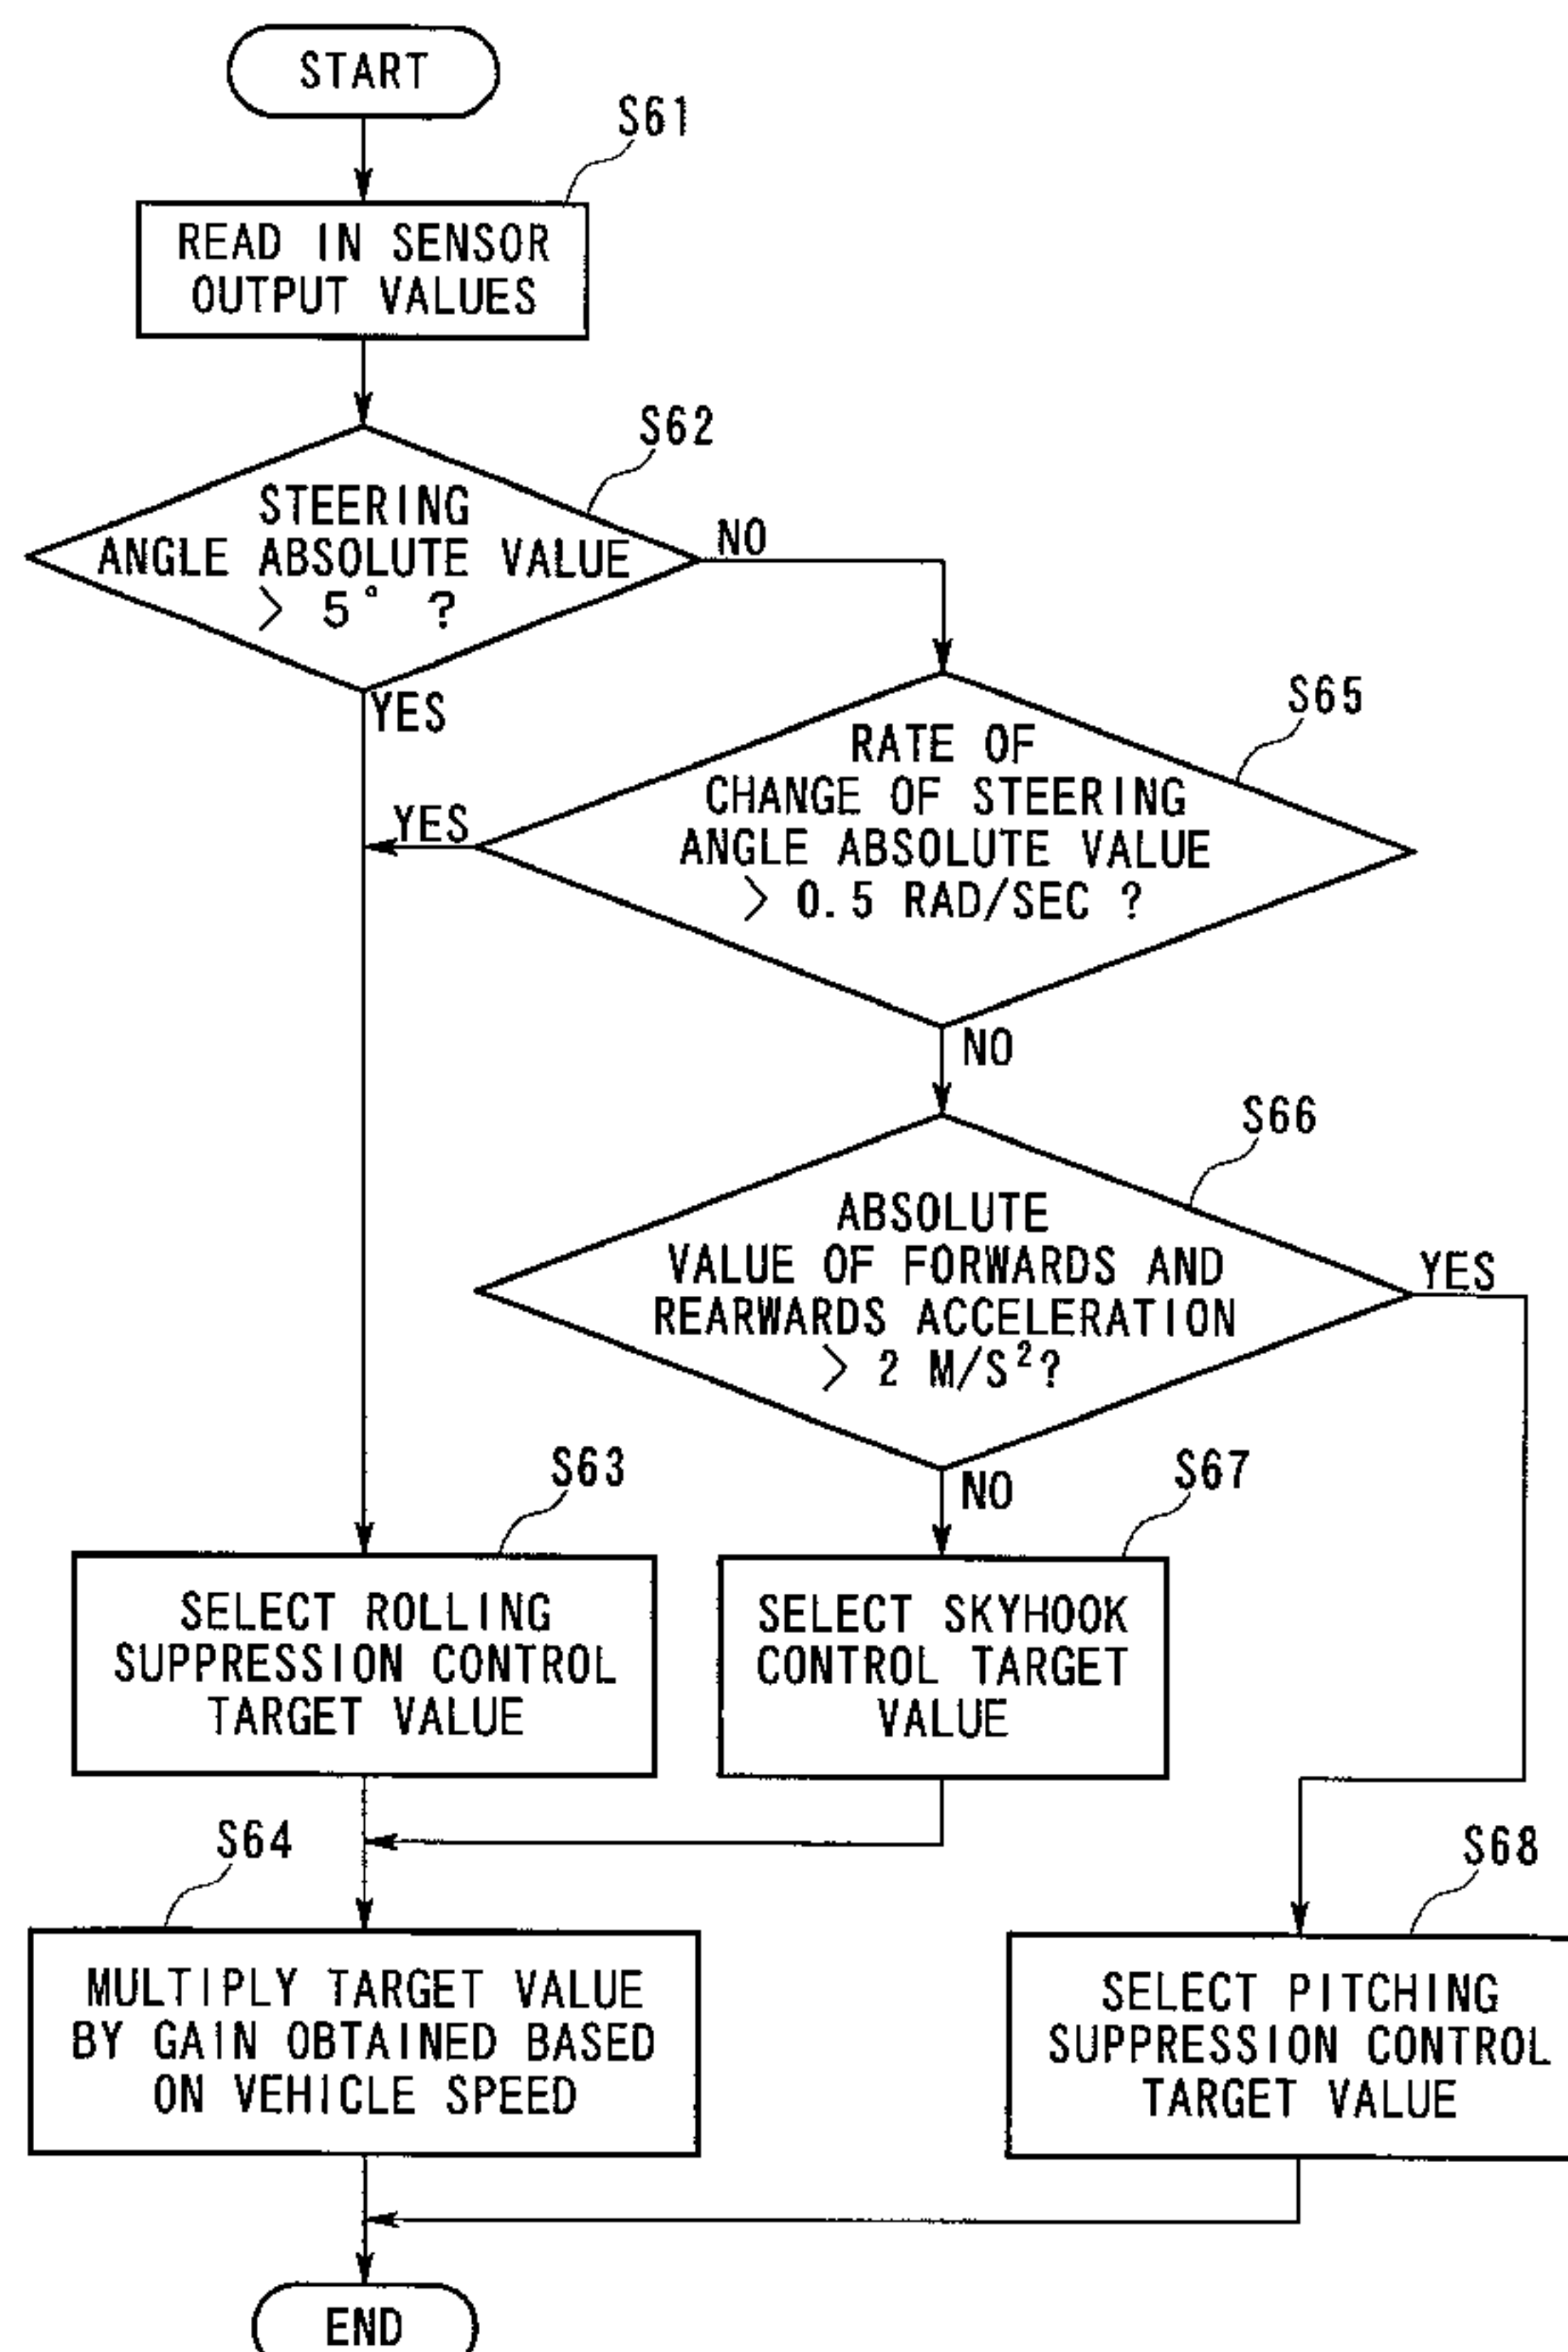 START
S61
READ IN SENSOR
OUTPUT VALUES
S62
STEERING
ANGLE ABSOLUTE VALUE
> 5° ?
NO
YES
S65
RATE OF
CHANGE OF STEERING
ANGLE ABSOLUTE VALUE
> 0.5 RAD/SEC ?
YES
NO
S66
ABSOLUTE
VALUE OF FORWARDS AND
REARWARDS ACCELERATION
> 2 M/S²?
YES
NO
S63
SELECT ROLLING
SUPPRESSION CONTROL
TARGET VALUE
S67
SELECT SKYHOOK
CONTROL TARGET
VALUE
S64
MULTIPLY TARGET VALUE
BY GAIN OBTAINED BASED
ON VEHICLE SPEED
S68
SELECT PITCHING
SUPPRESSION CONTROL
TARGET VALUE
END